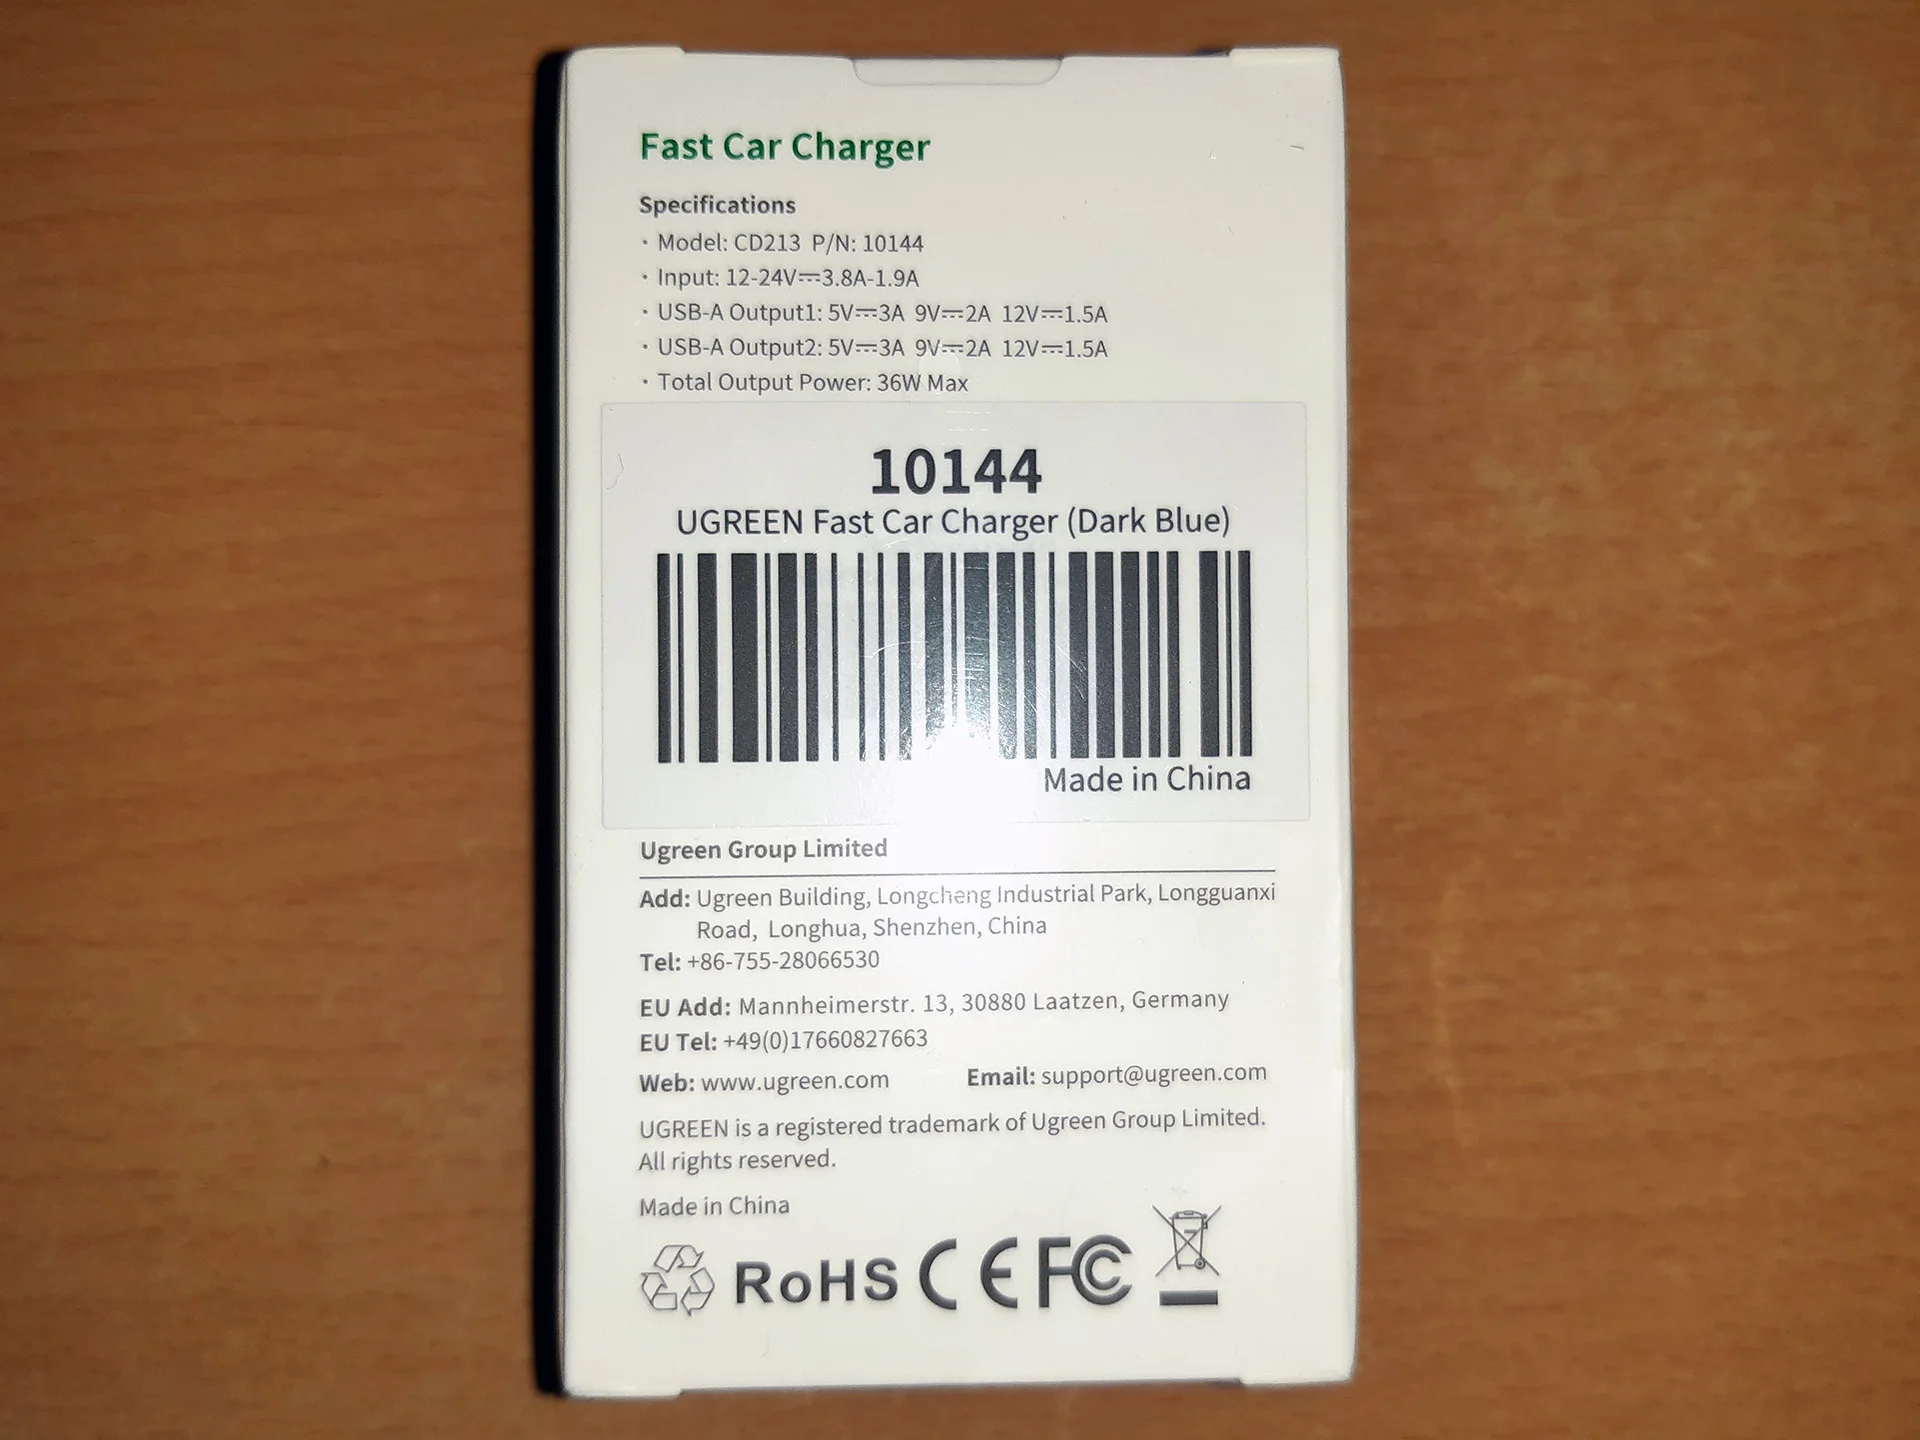 Fast Car Charger
Specifications
· Model: CD213 P/N: 10144
· Input: 12-24V⎓3.8A-1.9A
· USB-A Output1: 5V⎓3A 9V⎓2A 12V⎓1.5A
· USB-A Output2: 5V⎓3A 9V⎓2A 12V⎓1.5A
· Total Output Power: 36W Max
10144
UGREEN Fast Car Charger (Dark Blue)
Made in China
Ugreen Group Limited
Add: Ugreen Building, Longcheng Industrial Park, Longguanxi
Road, Longhua, Shenzhen, China
Tel: +86-755-28066530
EU Add: Mannheimerstr. 13, 30880 Laatzen, Germany
EU Tel: +49(0)17660827663
Web: www.ugreen.com Email: support@ugreen.com
UGREEN is a registered trademark of Ugreen Group Limited.
All rights reserved.
Made in China
RoHS CE FC